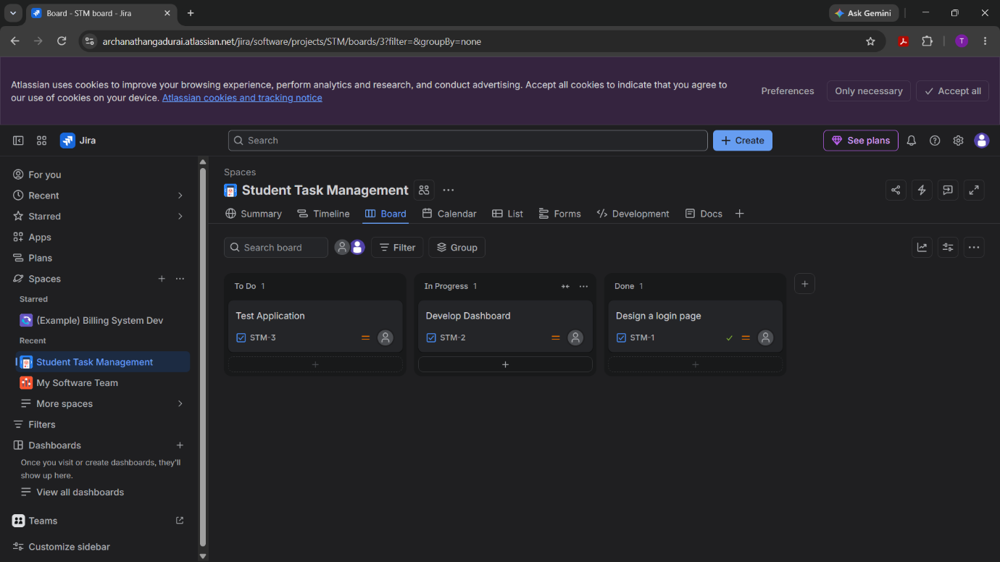 Board - STM board - Jira
Ask Gemini
archanathangadurai.atlassian.net/jira/software/projects/STM/boards/3?filter=&groupBy=none
T
Atlassian uses cookies to improve your browsing experience, perform analytics and research, and conduct advertising. Accept all cookies to indicate that you agree to
our use of cookies on your device. Atlassian cookies and tracking notice
Preferences
Only necessary
Accept all
Jira
Search
Create
See plans
For you
Recent
Starred
Apps
Plans
Spaces
Starred
(Example) Billing System Dev
Recent
Student Task Management
My Software Team
More spaces
Filters
Dashboards
Once you visit or create dashboards, they'll
show up here.
View all dashboards
Teams
Customize sidebar
Spaces
Student Task Management
Summary
Timeline
Board
Calendar
List
Forms
Development
Docs
Search board
Filter
Group
To Do 1
Test Application
STM-3
In Progress 1
Develop Dashboard
STM-2
Done 1
Design a login page
STM-1